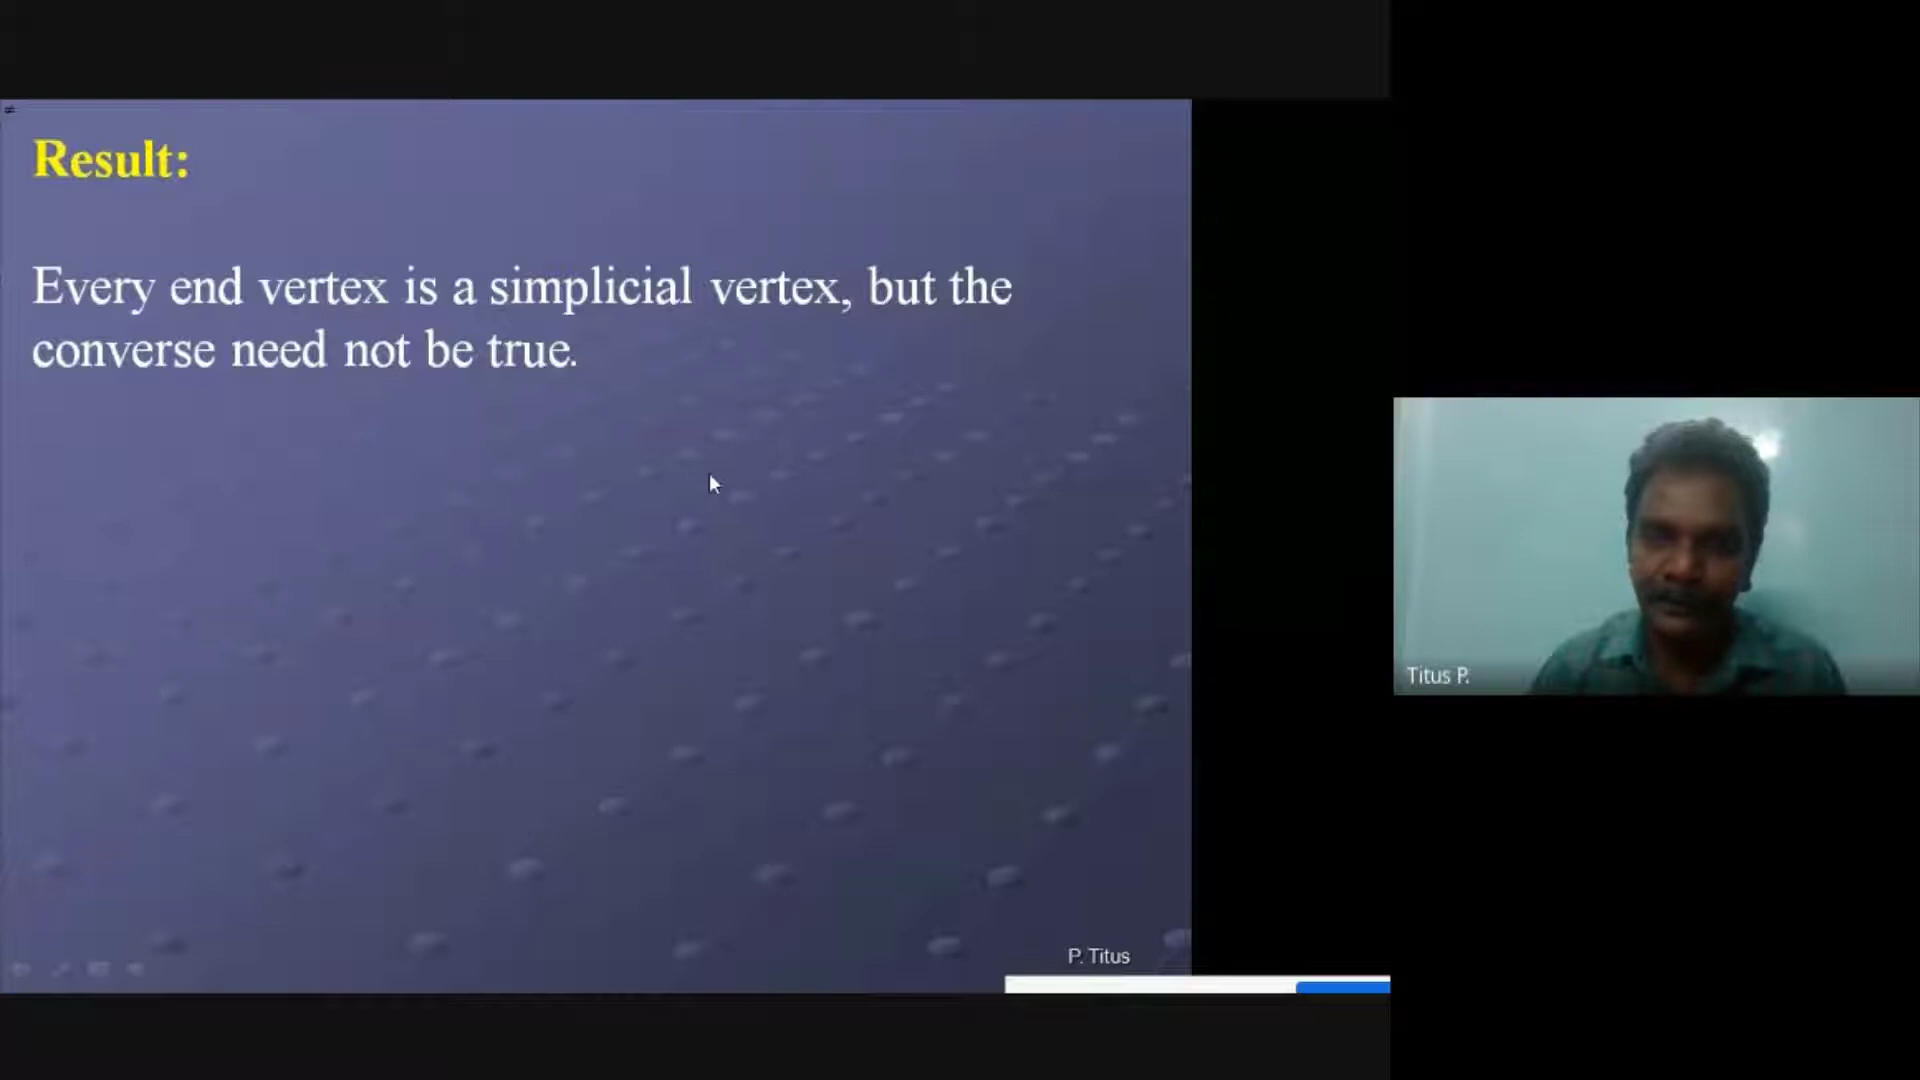 ≠
Result:
Every end vertex is a simplicial vertex, but the
converse need not be true.
Titus P.
P. Titus